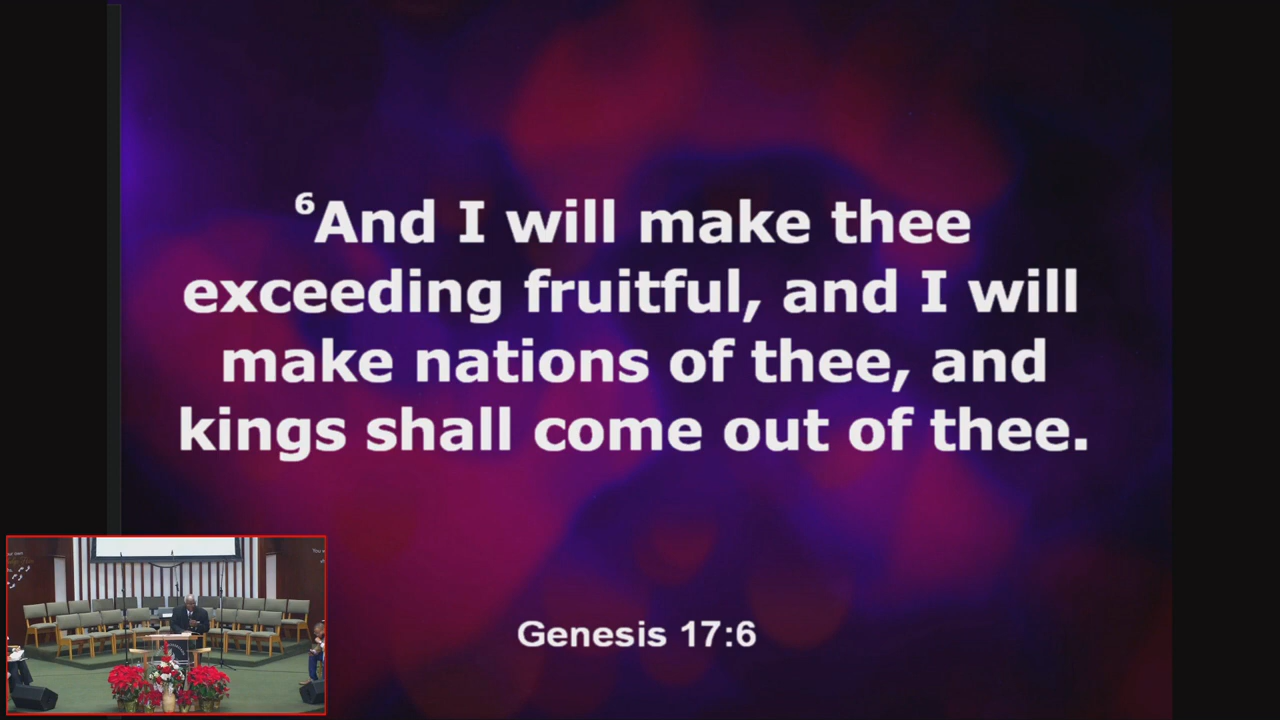 ⁶And I will make thee
exceeding fruitful, and I will
make nations of thee, and
kings shall come out of thee.
Genesis 17:6